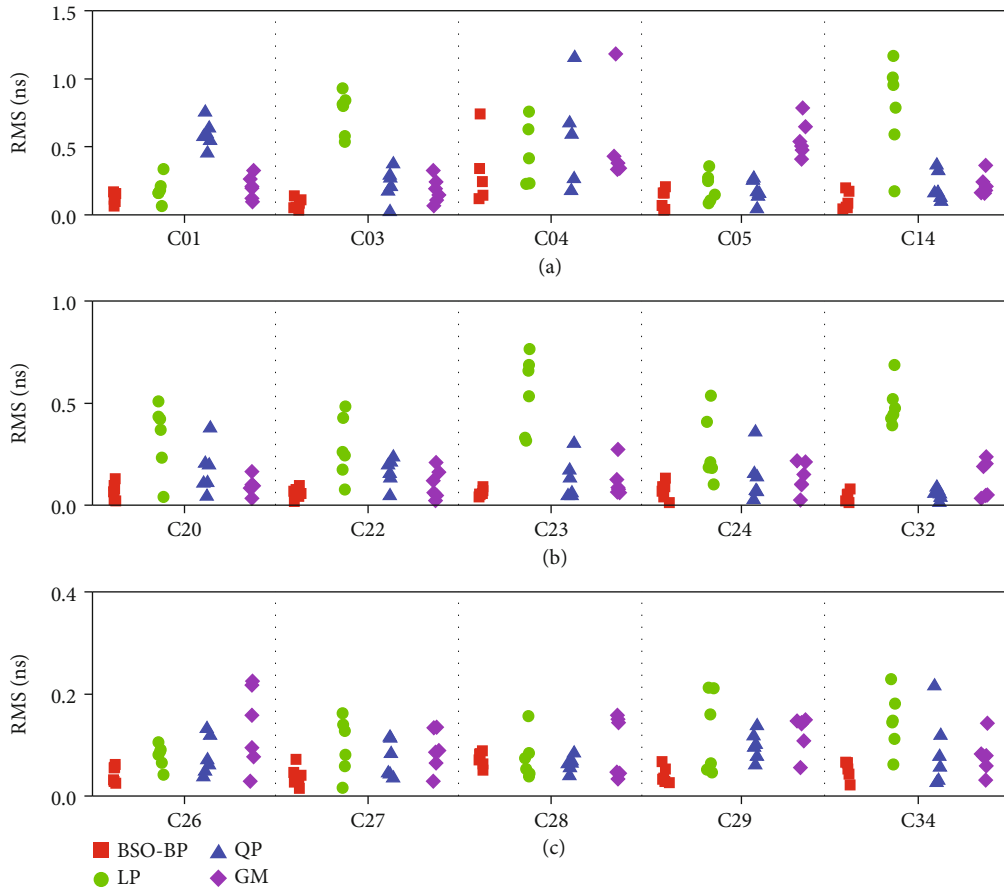 1.5
1.0
0.5
0.0
RMS (ns)
C01 C03 C04 C05 C14
(a)
1.0
0.5
0.0
RMS (ns)
C20 C22 C23 C24 C32
(b)
0.4
0.2
0.0
RMS (ns)
C26 C27 C28 C29 C34
(c)
BSO-BP QP
LP GM